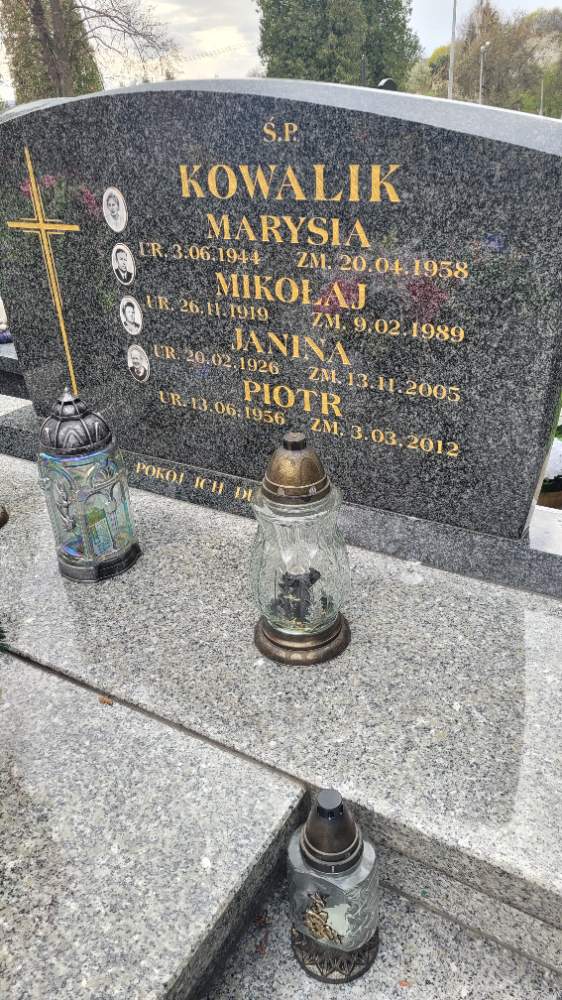 Ś.P.
KOWALIK
MARYSIA
UR. 3.06.1944 ZM. 20.04.1958
MIKOŁAJ
UR. 26.11.1919 ZM. 9.02.1989
JANINA
UR. 20.02.1926 ZM. 13.11.2005
PIOTR
UR. 13.06.1956 ZM. 3.03.2012
POKÓJ ICH